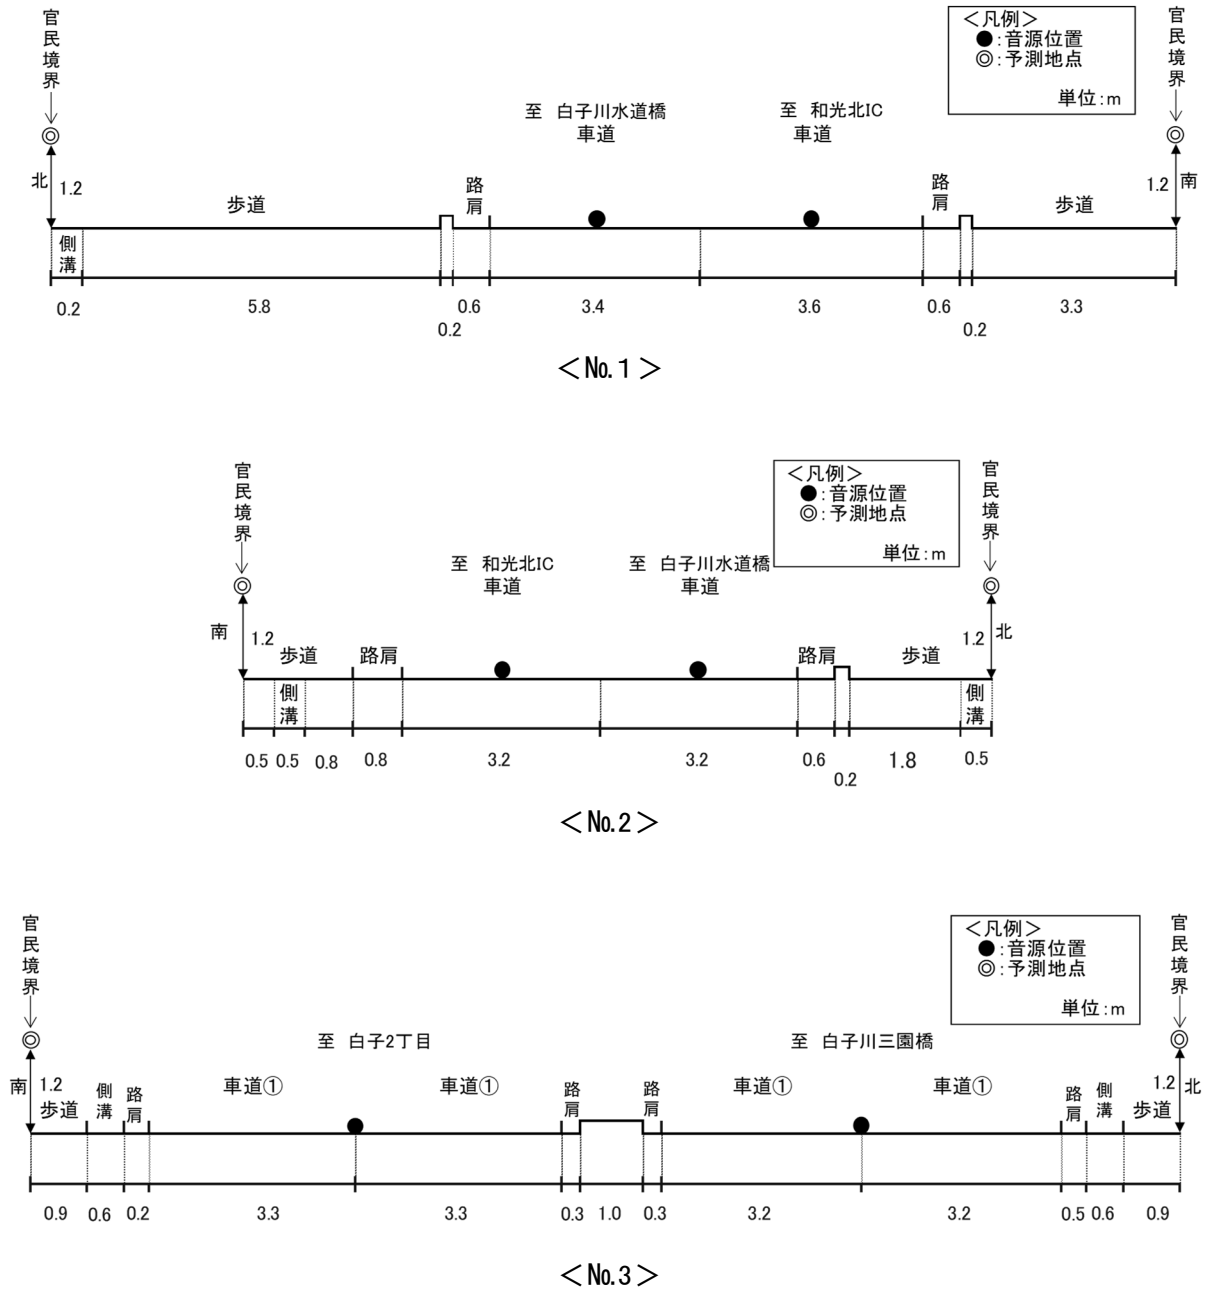 官民境界
官民境界
＜凡例＞
●：音源位置
◎：予測地点
単位：m
至　白子川水道橋
車道
至　和光北IC
車道
北
1.2
歩道
路肩
路肩
歩道
1.2
南
側溝
0.2
5.8
0.2
0.6
3.4
3.6
0.6
0.2
3.3
＜№.1＞
官民境界
官民境界
＜凡例＞
●：音源位置
◎：予測地点
単位：m
至　和光北IC
車道
至　白子川水道橋
車道
南
1.2
歩道
路肩
路肩
歩道
1.2
北
側溝
側溝
0.5
0.5
0.8
0.8
3.2
3.2
0.6
0.2
1.8
0.5
＜№.2＞
官民境界
官民境界
＜凡例＞
●：音源位置
◎：予測地点
単位：m
至　白子2丁目
至　白子川三園橋
南
1.2
歩道
側溝
路肩
車道①
車道①
路肩
路肩
車道①
車道①
路肩
側溝
1.2
歩道
北
0.9
0.6
0.2
3.3
3.3
0.3
1.0
0.3
3.2
3.2
0.5
0.6
0.9
＜№.3＞